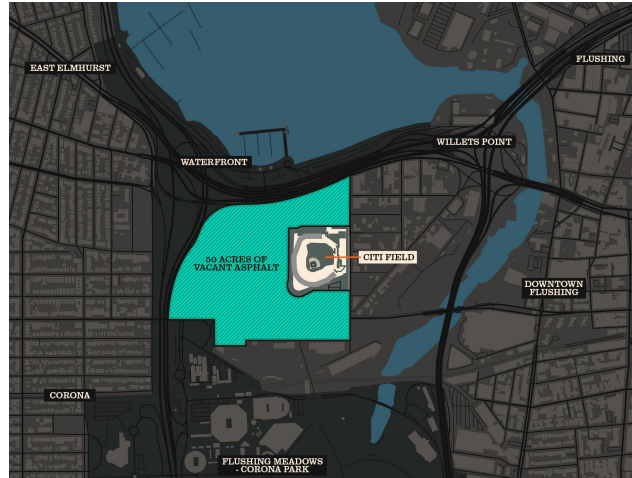 EAST ELMHURST
FLUSHING
WILLETS POINT
WATERFRONT
50 ACRES OF
VACANT ASPHALT
CITI FIELD
DOWNTOWN
FLUSHING
CORONA
FLUSHING MEADOWS
- CORONA PARK